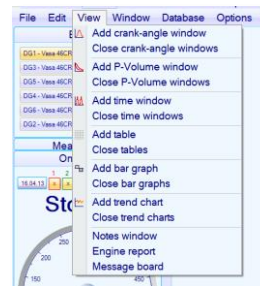 File Edit View Window Database Options
Add crank-angle window
Close crank-angle windows
DG1 - Vasa 46CR
Add P-Volume window
DG3 - Vasa 46CR
Close P-Volume windows
DG5 - Vasa 46CR
Add time window
DG4 - Vasa 46CR
Close time windows
DG6 - Vasa 46CR
DG2 - Vasa 46CR
Add table
Close tables
Mea
On
Add bar graph
1 2
16.04.13
Close bar graphs
Sto
Add trend chart
Close trend charts
250
Notes window
200
Engine report
150
Message board